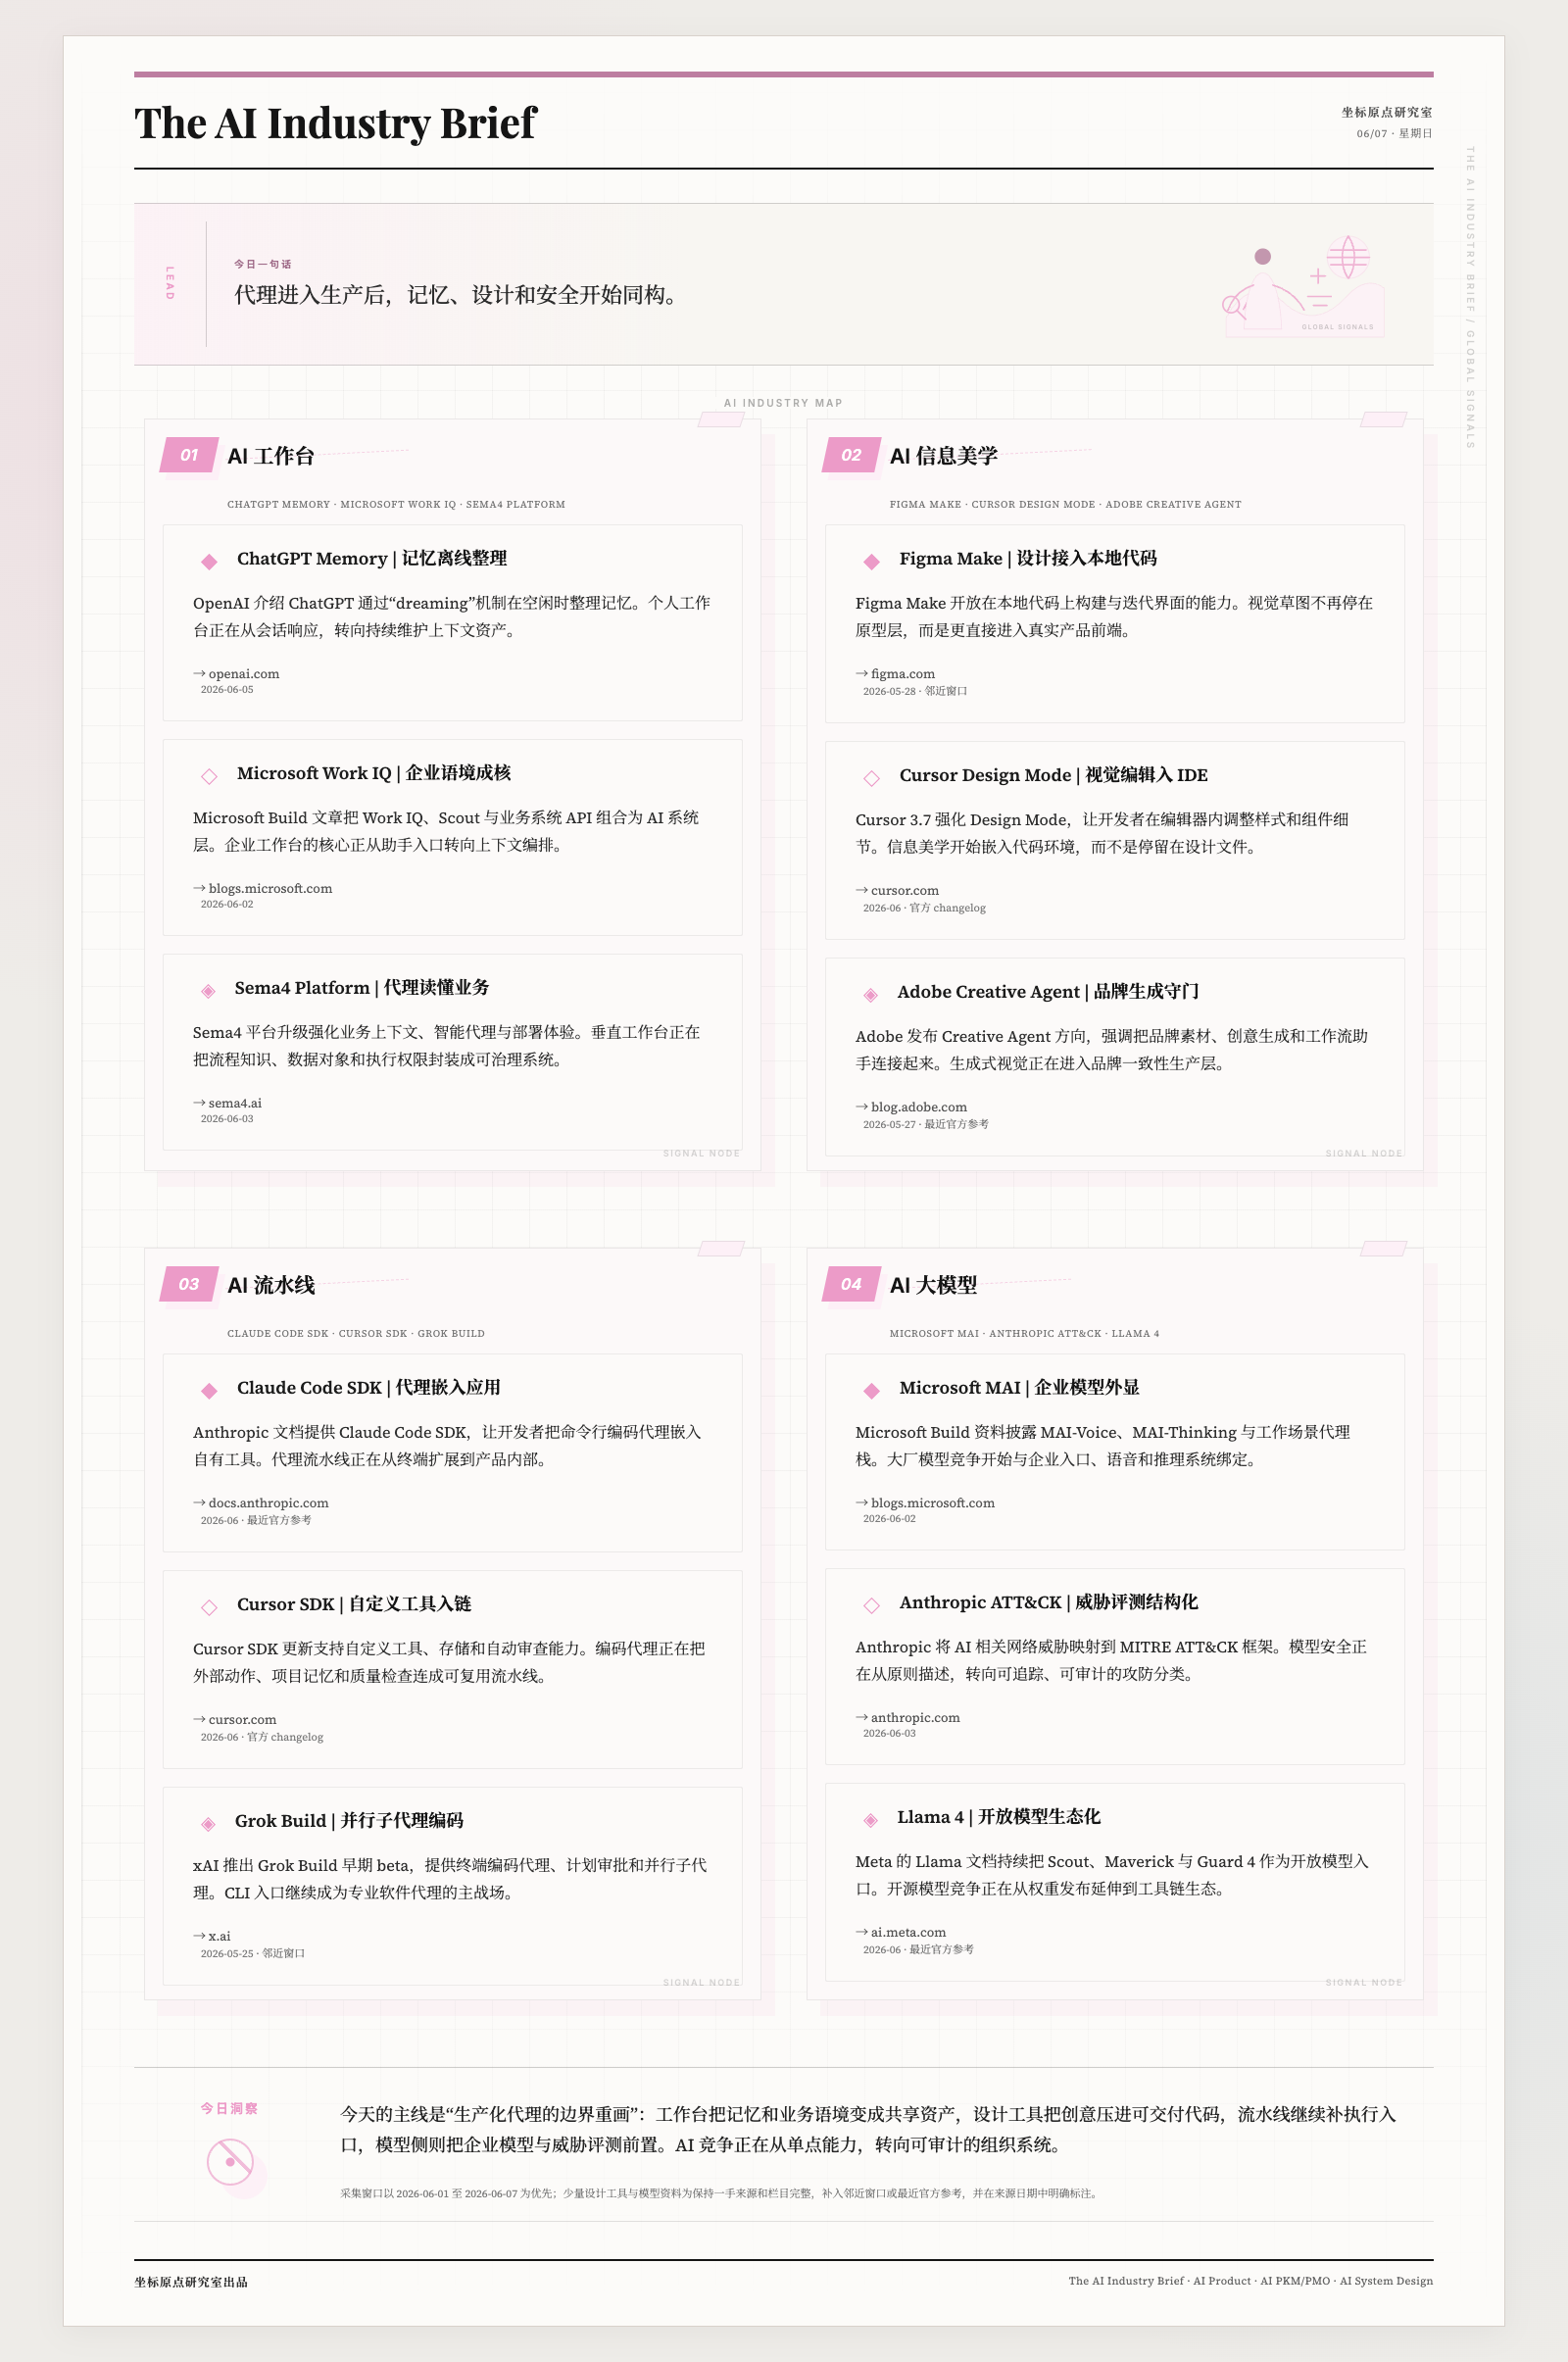 The AI Industry Brief
坐标原点研究室
06/07 · 星期日
THE AI INDUSTRY BRIEF / GLOBAL SIGNALS
LEAD
今日一句话
代理进入生产后，记忆、设计和安全开始同构。
GLOBAL SIGNALS
AI INDUSTRY MAP
01
AI 工作台
CHATGPT MEMORY · MICROSOFT WORK IQ · SEMA4 PLATFORM
◆ ChatGPT Memory | 记忆离线整理
OpenAI 介绍 ChatGPT 通过“dreaming”机制在空闲时整理记忆。个人工作
台正在从会话响应，转向持续维护上下文资产。
→ openai.com
2026-06-05
◇ Microsoft Work IQ | 企业语境成核
Microsoft Build 文章把 Work IQ、Scout 与业务系统 API 组合为 AI 系统
层。企业工作台的核心正从助手入口转向上下文编排。
→ blogs.microsoft.com
2026-06-02
◈ Sema4 Platform | 代理读懂业务
Sema4 平台升级强化业务上下文、智能代理与部署体验。垂直工作台正在
把流程知识、数据对象和执行权限封装成可治理系统。
→ sema4.ai
2026-06-03
SIGNAL NODE
02
AI 信息美学
FIGMA MAKE · CURSOR DESIGN MODE · ADOBE CREATIVE AGENT
◆ Figma Make | 设计接入本地代码
Figma Make 开放在本地代码上构建与迭代界面的能力。视觉草图不再停在
原型层，而是更直接进入真实产品前端。
→ figma.com
2026-05-28 · 邻近窗口
◇ Cursor Design Mode | 视觉编辑入 IDE
Cursor 3.7 强化 Design Mode，让开发者在编辑器内调整样式和组件细
节。信息美学开始嵌入代码环境，而不是停留在设计文件。
→ cursor.com
2026-06 · 官方 changelog
◈ Adobe Creative Agent | 品牌生成守门
Adobe 发布 Creative Agent 方向，强调把品牌素材、创意生成和工作流助
手连接起来。生成式视觉正在进入品牌一致性生产层。
→ blog.adobe.com
2026-05-27 · 最近官方参考
SIGNAL NODE
03
AI 流水线
CLAUDE CODE SDK · CURSOR SDK · GROK BUILD
◆ Claude Code SDK | 代理嵌入应用
Anthropic 文档提供 Claude Code SDK，让开发者把命令行编码代理嵌入
自有工具。代理流水线正在从终端扩展到产品内部。
→ docs.anthropic.com
2026-06 · 最近官方参考
◇ Cursor SDK | 自定义工具入链
Cursor SDK 更新支持自定义工具、存储和自动审查能力。编码代理正在把
外部动作、项目记忆和质量检查连成可复用流水线。
→ cursor.com
2026-06 · 官方 changelog
◈ Grok Build | 并行子代理编码
xAI 推出 Grok Build 早期 beta，提供终端编码代理、计划审批和并行子代
理。CLI 入口继续成为专业软件代理的主战场。
→ x.ai
2026-05-25 · 邻近窗口
SIGNAL NODE
04
AI 大模型
MICROSOFT MAI · ANTHROPIC ATT&CK · LLAMA 4
◆ Microsoft MAI | 企业模型外显
Microsoft Build 资料披露 MAI-Voice、MAI-Thinking 与工作场景代理
栈。大厂模型竞争开始与企业入口、语音和推理系统绑定。
→ blogs.microsoft.com
2026-06-02
◇ Anthropic ATT&CK | 威胁评测结构化
Anthropic 将 AI 相关网络威胁映射到 MITRE ATT&CK 框架。模型安全正
在从原则描述，转向可追踪、可审计的攻防分类。
→ anthropic.com
2026-06-03
◈ Llama 4 | 开放模型生态化
Meta 的 Llama 文档持续把 Scout、Maverick 与 Guard 4 作为开放模型入
口。开源模型竞争正在从权重发布延伸到工具链生态。
→ ai.meta.com
2026-06 · 最近官方参考
SIGNAL NODE
今日洞察
今天的主线是“生产化代理的边界重画”：工作台把记忆和业务语境变成共享资产，设计工具把创意压进可交付代码，流水线继续补执行入
口，模型侧则把企业模型与威胁评测前置。AI 竞争正在从单点能力，转向可审计的组织系统。
采集窗口以 2026-06-01 至 2026-06-07 为优先；少量设计工具与模型资料为保持一手来源和栏目完整，补入邻近窗口或最近官方参考，并在来源日期中明确标注。
坐标原点研究室出品
The AI Industry Brief · AI Product · AI PKM/PMO · AI System Design